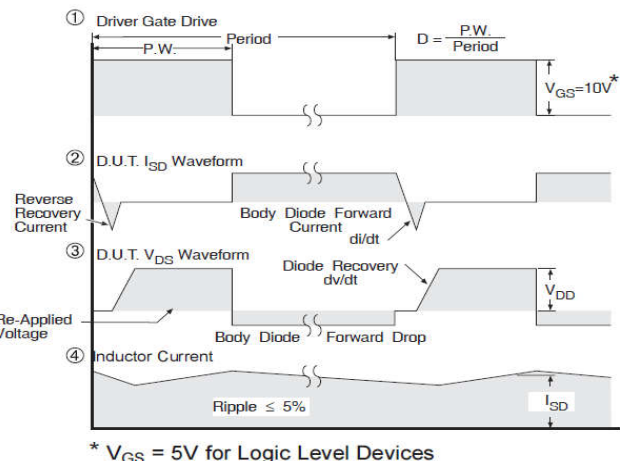 ① Driver Gate Drive
P.W.
Period
D = P.W. / Period
VGS=10V*
② D.U.T. ISD Waveform
Reverse
Recovery
Current
Body Diode Forward
Current
di/dt
③ D.U.T. VDS Waveform
Diode Recovery
dv/dt
VDD
Re-Applied
Voltage
Body Diode
Forward Drop
④ Inductor Current
Ripple ≤ 5%
ISD
* VGS = 5V for Logic Level Devices